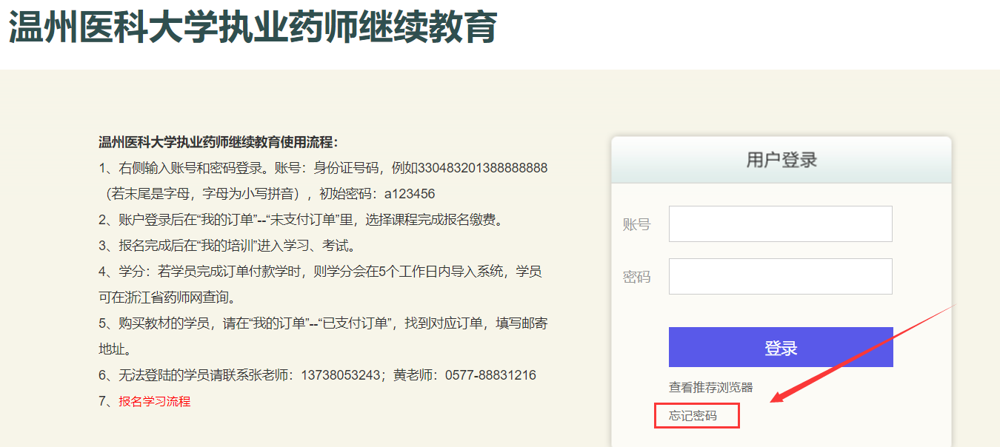 温州医科大学执业药师继续教育
温州医科大学执业药师继续教育使用流程：
1、右侧输入账号和密码登录。账号：身份证号码，例如330483201388888888
（若末尾是字母，字母为小写拼音），初始密码：a123456
2、账户登录后在“我的订单”--“未支付订单”里，选择课程完成报名缴费。
3、报名完成后在“我的培训”进入学习、考试。
4、学分：若学员完成订单付款学时，则学分会在5个工作日内导入系统，学员
可在浙江省药师网查询。
5、购买教材的学员，请在“我的订单”--“已支付订单”，找到对应订单，填写邮寄
地址。
6、无法登陆的学员请联系张老师：13738053243；黄老师：0577-88831216
7、报名学习流程
用户登录
账号
密码
登录
查看推荐浏览器
忘记密码